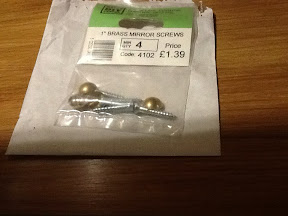 1" BRASS MIRROR SCREWS
4 Price
Code: 4102 £1.39